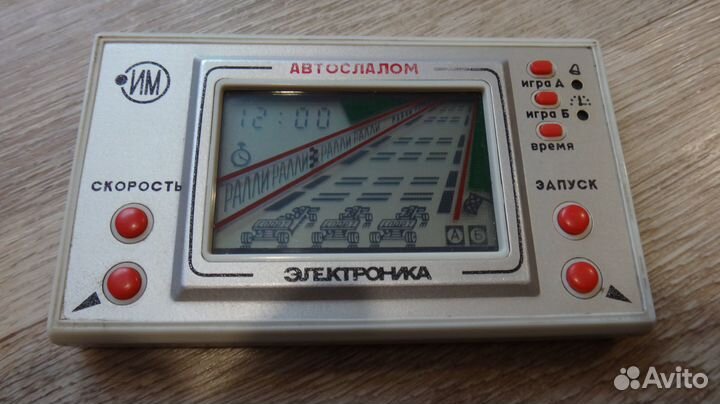 ИМ
АВТОСЛАЛОМ
игра А
игра Б
время
12:00
РАЛЛИ РАЛЛИ РАЛЛИ РАЛЛИ
СКОРОСТЬ
ЗАПУСК
А Б
ЭЛЕКТРОНИКА
Avito